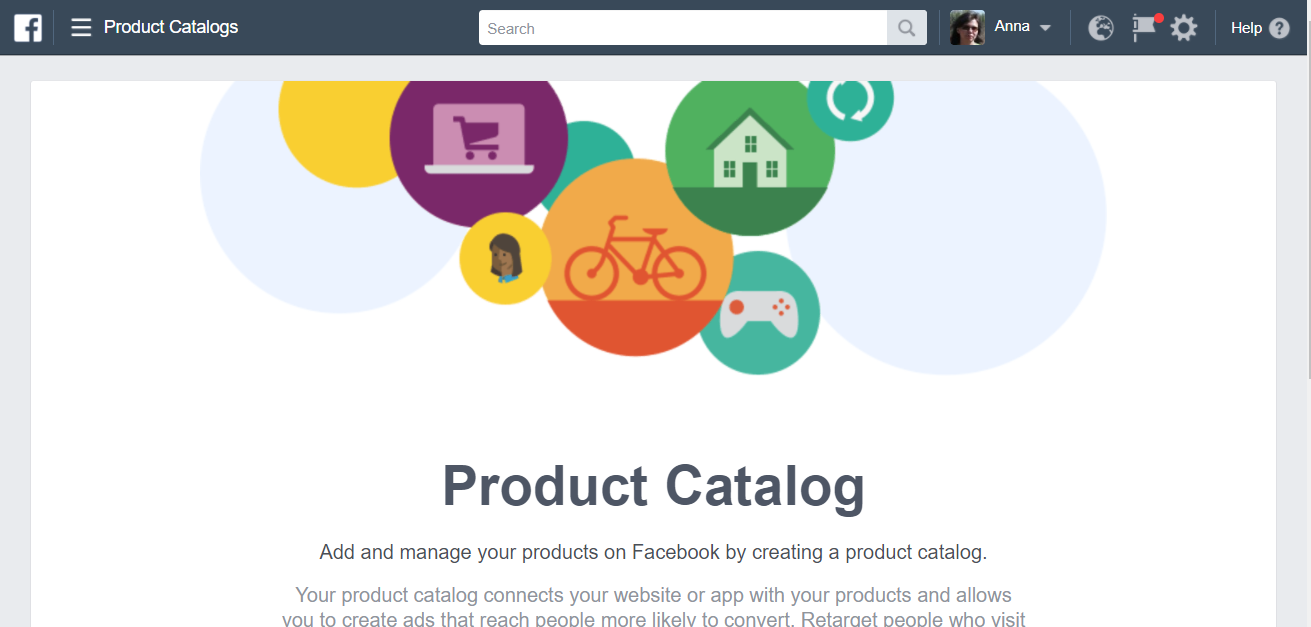 Product Catalogs
Search
Anna
Help
Product Catalog
Add and manage your products on Facebook by creating a product catalog.
Your product catalog connects your website or app with your products and allows
you to create ads that reach people more likely to convert. Retarget people who visit